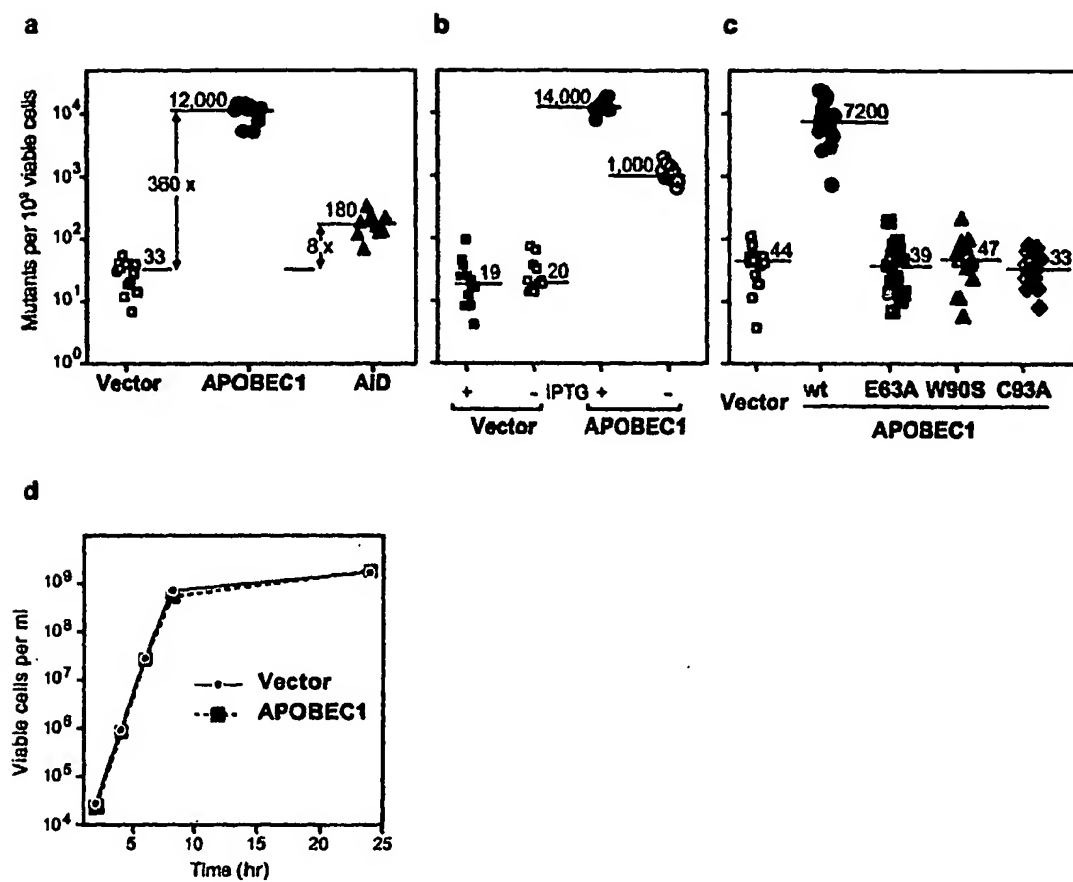 a
Mutants per 10⁹ viable cells
10⁴
10³
10²
10¹
10⁰
12,000
360 x
33
180
8 x
Vector APOBEC1 AID
b
14,000
1,000
19
20
+ - IPTG + -
Vector APOBEC1
c
7200
44
39
47
33
Vector wt E63A W90S C93A
APOBEC1
d
Viable cells per ml
10⁹
10⁸
10⁷
10⁶
10⁵
10⁴
Vector
APOBEC1
5 10 15 20 25
Time (hr)